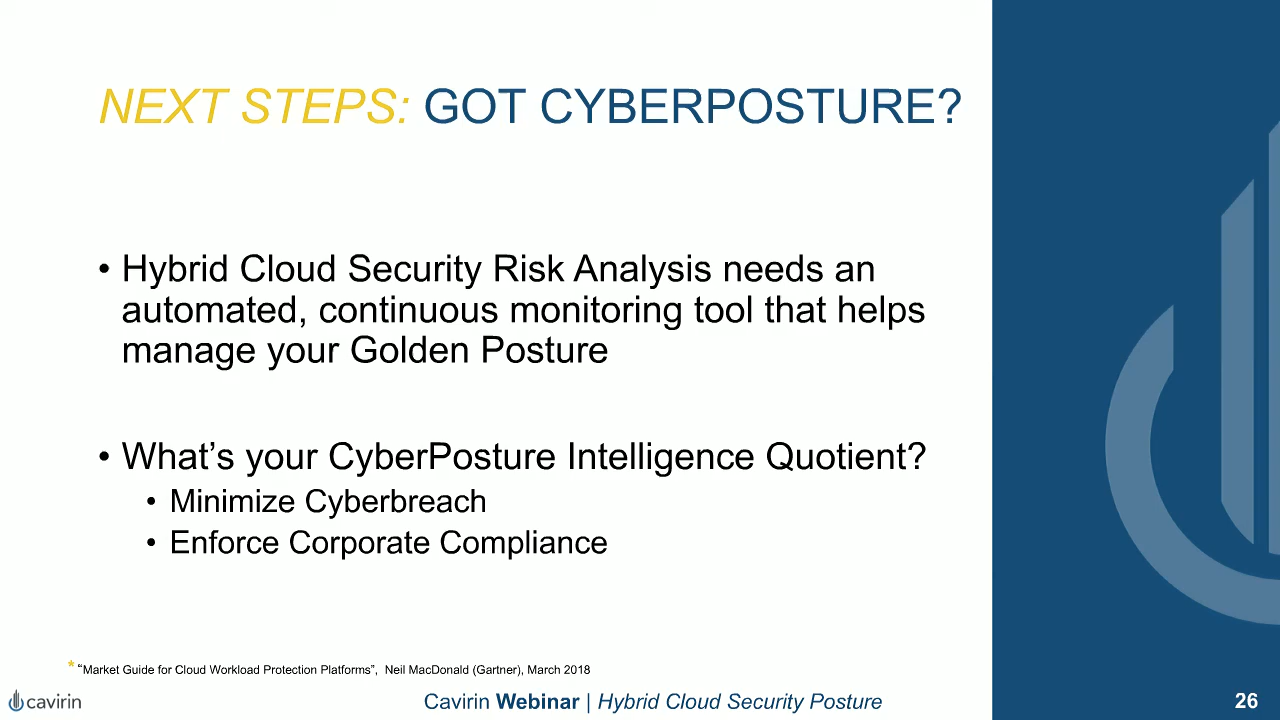 NEXT STEPS: GOT CYBERPOSTURE?
• Hybrid Cloud Security Risk Analysis needs an
automated, continuous monitoring tool that helps
manage your Golden Posture
• What’s your CyberPosture Intelligence Quotient?
• Minimize Cyberbreach
• Enforce Corporate Compliance
* “Market Guide for Cloud Workload Protection Platforms”, Neil MacDonald (Gartner), March 2018
cavirin
Cavirin Webinar | Hybrid Cloud Security Posture
26